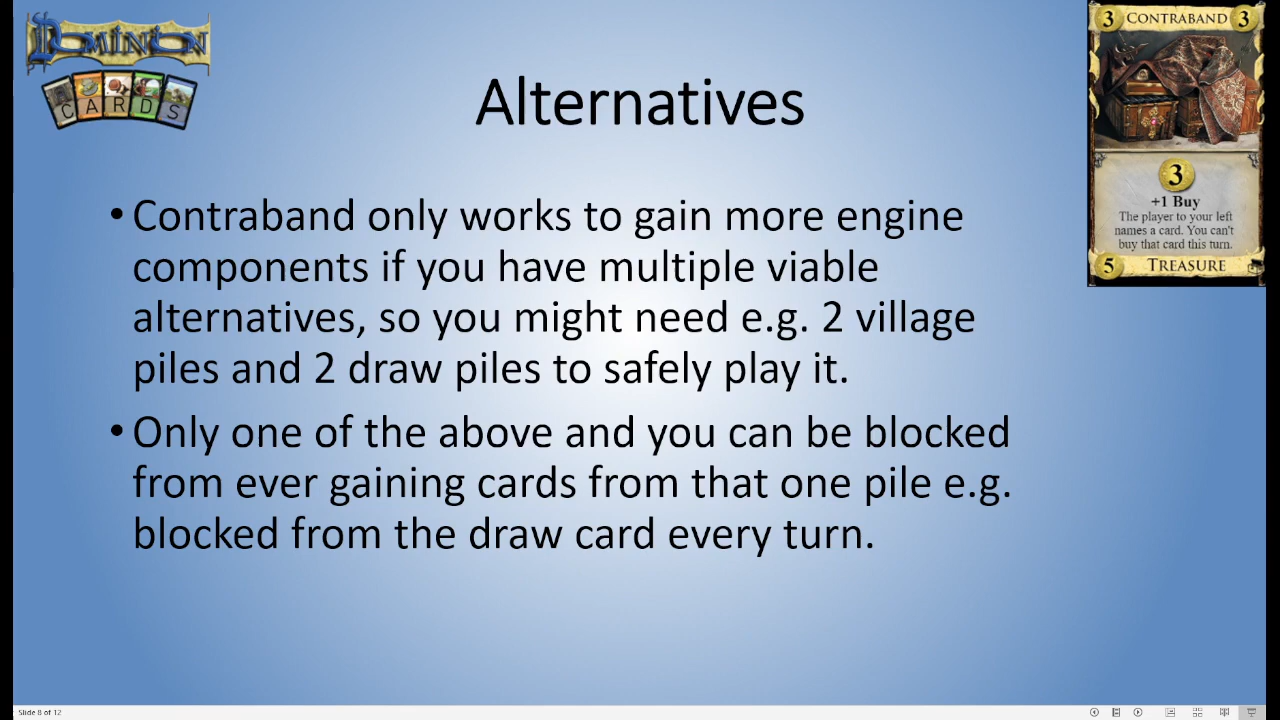 DOMINION
CARDS
Alternatives
3 CONTRABAND 3
3
+1 Buy
The player to your left
names a card. You can't
buy that card this turn.
5 TREASURE
• Contraband only works to gain more engine
components if you have multiple viable
alternatives, so you might need e.g. 2 village
piles and 2 draw piles to safely play it.
• Only one of the above and you can be blocked
from ever gaining cards from that one pile e.g.
blocked from the draw card every turn.
Slide 8 of 12